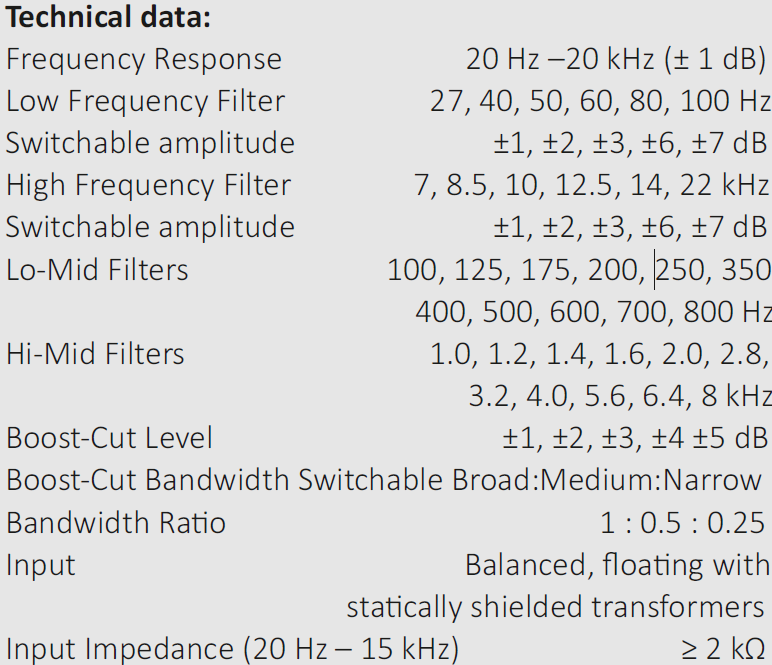 Technical data:
Frequency Response 20 Hz –20 kHz (± 1 dB)
Low Frequency Filter 27, 40, 50, 60, 80, 100 Hz
Switchable amplitude ±1, ±2, ±3, ±6, ±7 dB
High Frequency Filter 7, 8.5, 10, 12.5, 14, 22 kHz
Switchable amplitude ±1, ±2, ±3, ±6, ±7 dB
Lo-Mid Filters 100, 125, 175, 200, 250, 350
400, 500, 600, 700, 800 Hz
Hi-Mid Filters 1.0, 1.2, 1.4, 1.6, 2.0, 2.8,
3.2, 4.0, 5.6, 6.4, 8 kHz
Boost-Cut Level ±1, ±2, ±3, ±4 ±5 dB
Boost-Cut Bandwidth Switchable Broad:Medium:Narrow
Bandwidth Ratio 1 : 0.5 : 0.25
Input Balanced, floating with
statically shielded transformers
Input Impedance (20 Hz – 15 kHz) ≥ 2 kΩ